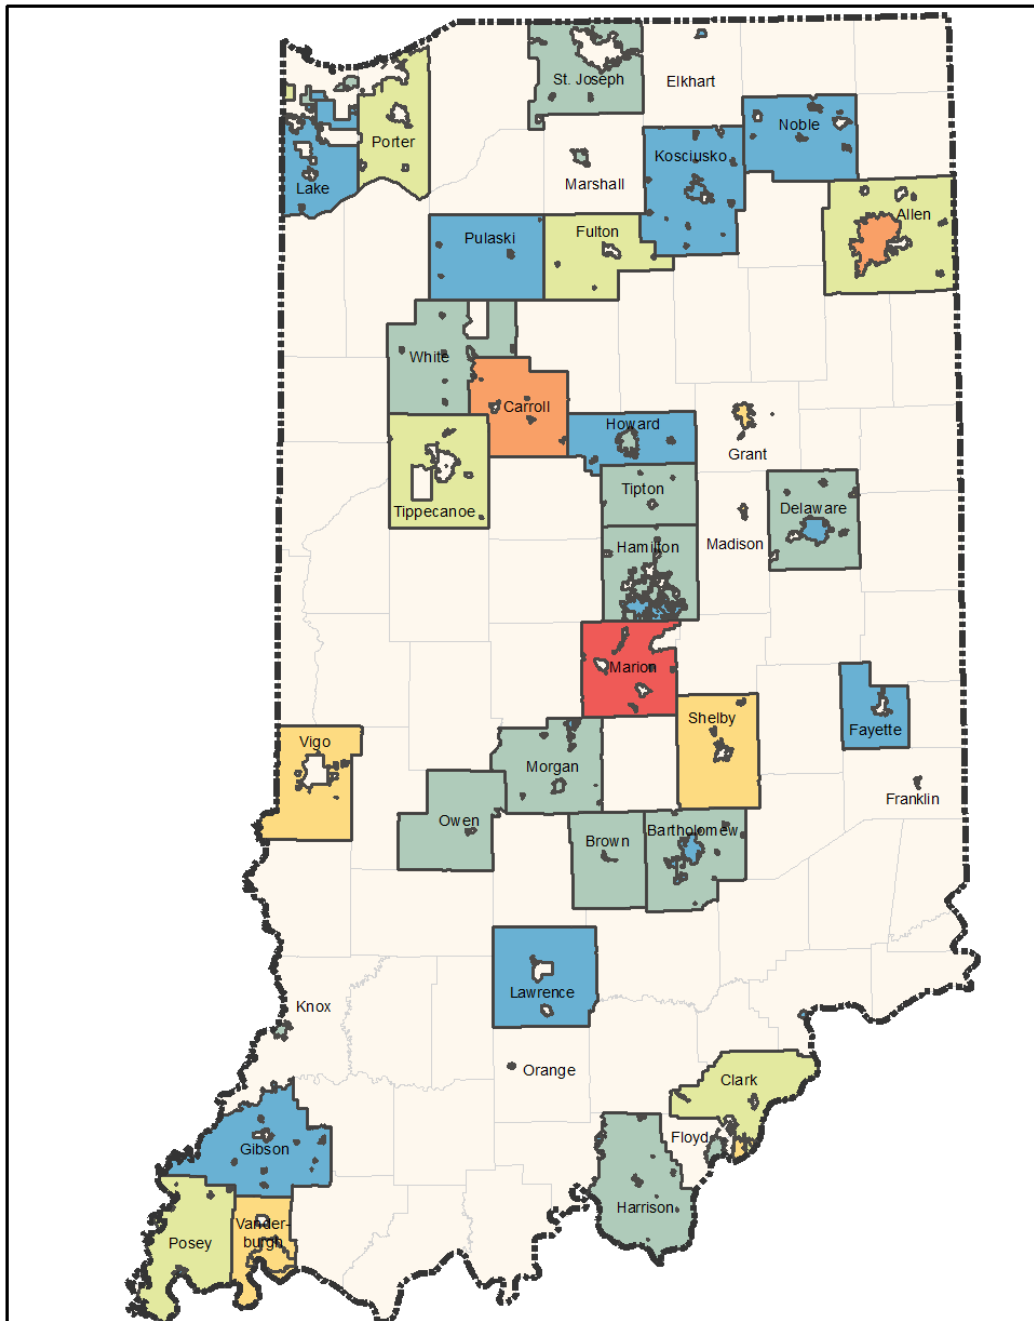 St. Joseph
Elkhart
Noble
Porter
Kosciusko
Marshall
Lake
Allen
Fulton
Pulaski
White
Carroll
Howard
Grant
Tipton
Tippecanoe
Delaware
Hamilton
Madison
Marion
Shelby
Fayette
Vigo
Morgan
Franklin
Owen
Brown
Bartholomew
Lawrence
Knox
Orange
Clark
Floyd
Gibson
Harrison
Vander-
burgh
Posey